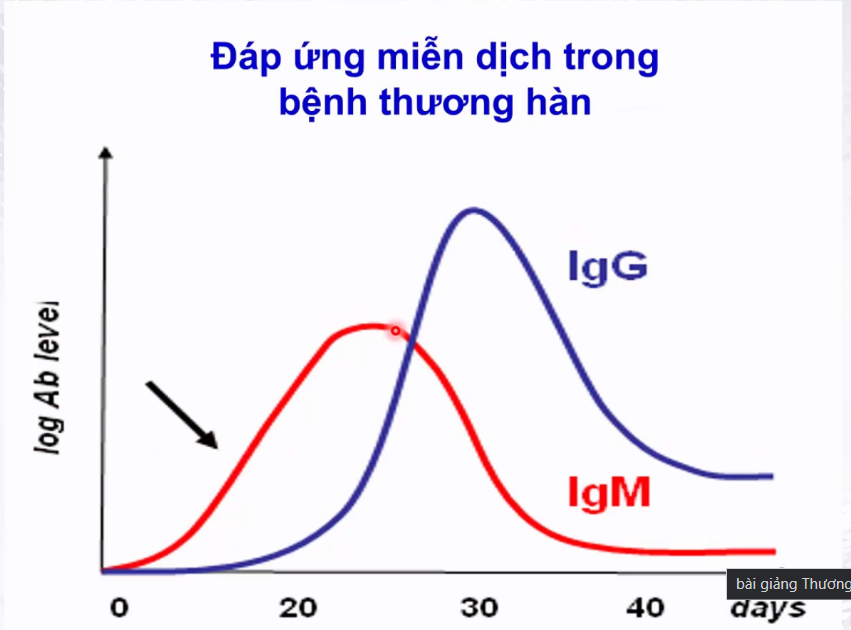 Đáp ứng miễn dịch trong
bệnh thương hàn
log Ab level
IgG
IgM
0 20 30 40 days
bài giảng Thương